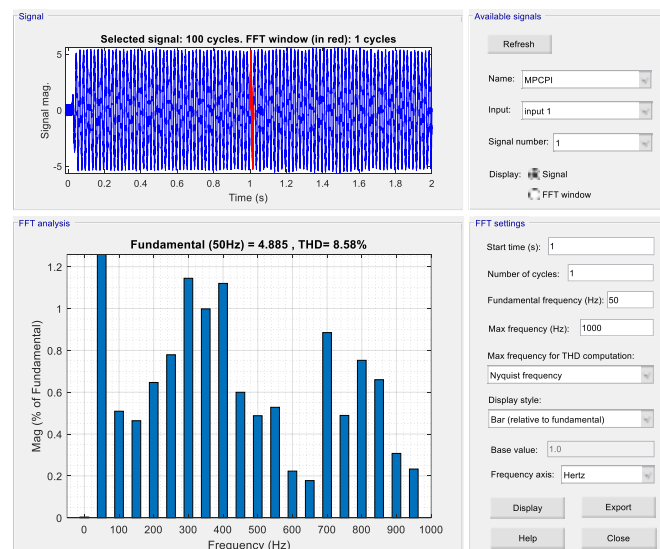 Signal
Selected signal: 100 cycles. FFT window (in red): 1 cycles
5
0
-5
Signal mag.
0 0.2 0.4 0.6 0.8 1 1.2 1.4 1.6 1.8 2
Time (s)
Available signals
Refresh
Name: MPCPI
Input: input 1
Signal number: 1
Display: Signal
FFT window
FFT analysis
Fundamental (50Hz) = 4.885 , THD= 8.58%
1.2
1
0.8
0.6
0.4
0.2
0
Mag (% of Fundamental)
0 100 200 300 400 500 600 700 800 900 1000
Frequency (Hz)
FFT settings
Start time (s): 1
Number of cycles: 1
Fundamental frequency (Hz): 50
Max frequency (Hz): 1000
Max frequency for THD computation:
Nyquist frequency
Display style:
Bar (relative to fundamental)
Base value: 1.0
Frequency axis: Hertz
Display Export
Help Close